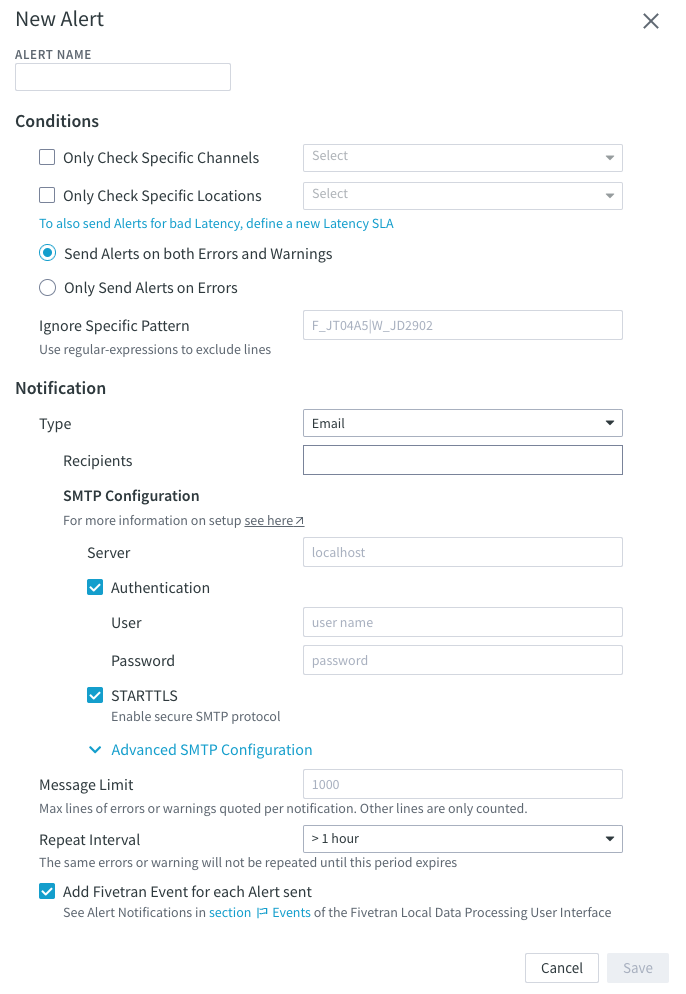 New Alert
ALERT NAME
Conditions
Only Check Specific Channels
Select
Only Check Specific Locations
Select
To also send Alerts for bad Latency, define a new Latency SLA
Send Alerts on both Errors and Warnings
Only Send Alerts on Errors
Ignore Specific Pattern
F_JT04A5|W_JD2902
Use regular-expressions to exclude lines
Notification
Type
Email
Recipients
SMTP Configuration
For more information on setup see here
Server
localhost
Authentication
User
user name
Password
password
STARTTLS
Enable secure SMTP protocol
Advanced SMTP Configuration
Message Limit
1000
Max lines of errors or warnings quoted per notification. Other lines are only counted.
Repeat Interval
> 1 hour
The same errors or warning will not be repeated until this period expires
Add Fivetran Event for each Alert sent
See Alert Notifications in section Events of the Fivetran Local Data Processing User Interface
Cancel
Save